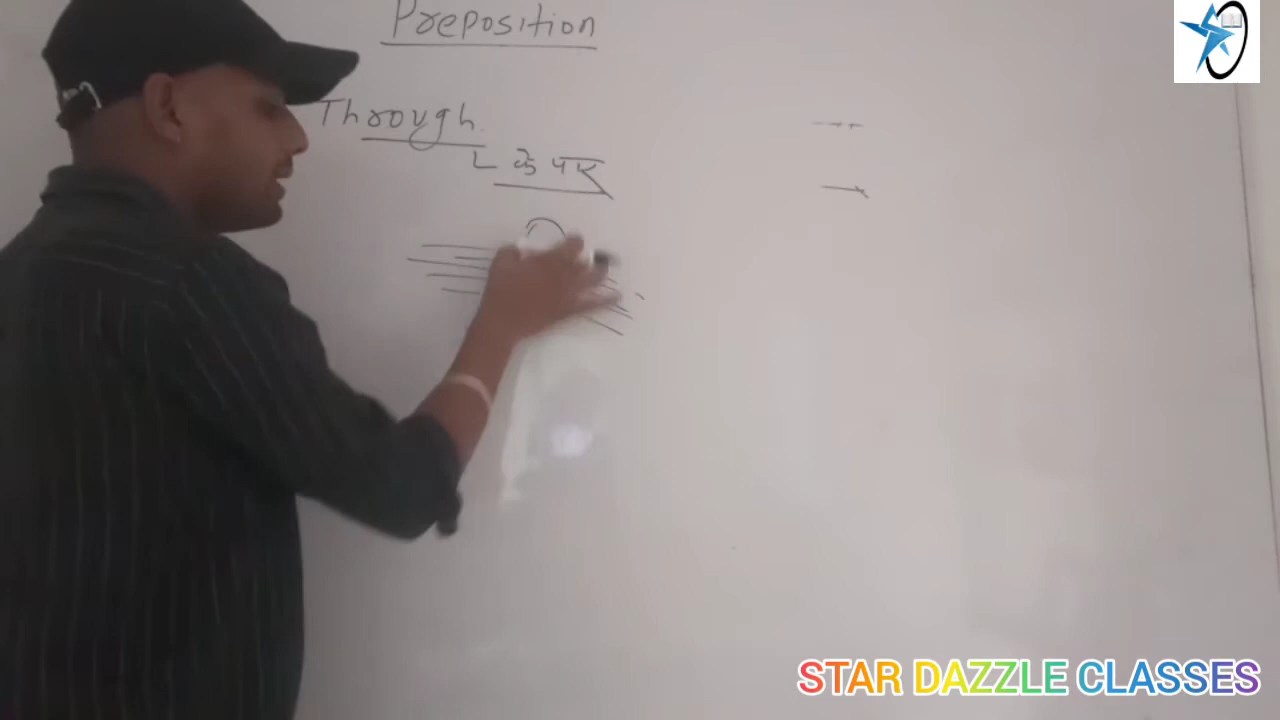 Preposition
Through
के पार
STAR DAZZLE CLASSES